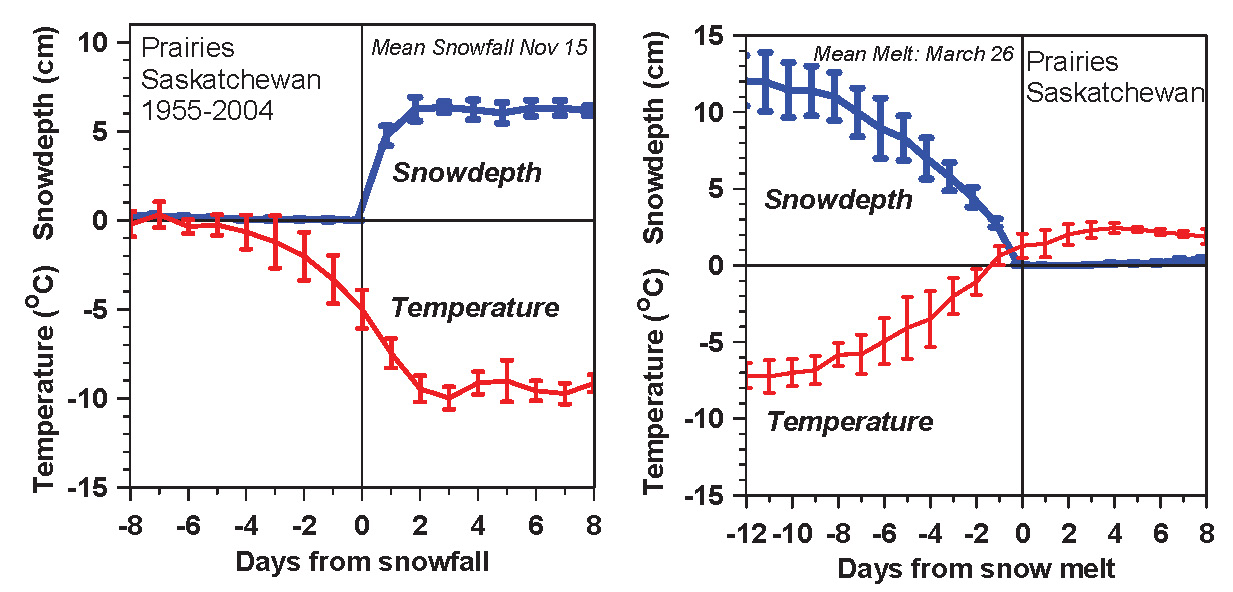 Prairies
Saskatchewan
1955-2004
Mean Snowfall Nov 15
Snowdepth
Temperature
Temperature (°C) Snowdepth (cm)
10
5
0
-5
-10
-15
-8 -6 -4 -2 0 2 4 6 8
Days from snowfall
Mean Melt: March 26
Prairies
Saskatchewan
Snowdepth
Temperature
Temperature (°C) Snowdepth (cm)
15
10
5
0
-5
-10
-15
-12 -10 -8 -6 -4 -2 0 2 4 6 8
Days from snow melt